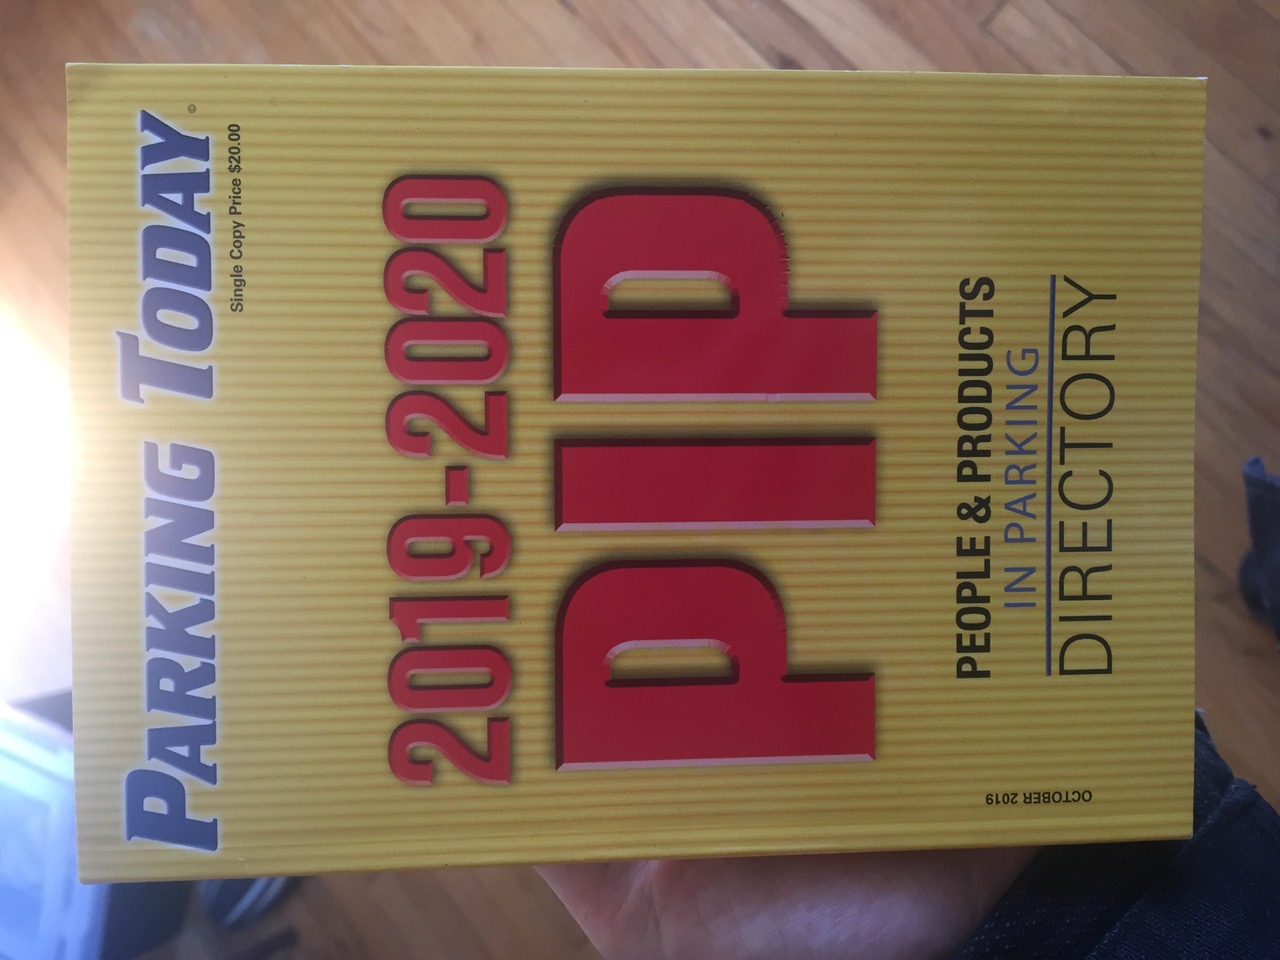 PARKING TODAY©
Single Copy Price $20.00
2019-2020
PIP
PEOPLE & PRODUCTS
IN PARKING
DIRECTORY
OCTOBER 2019